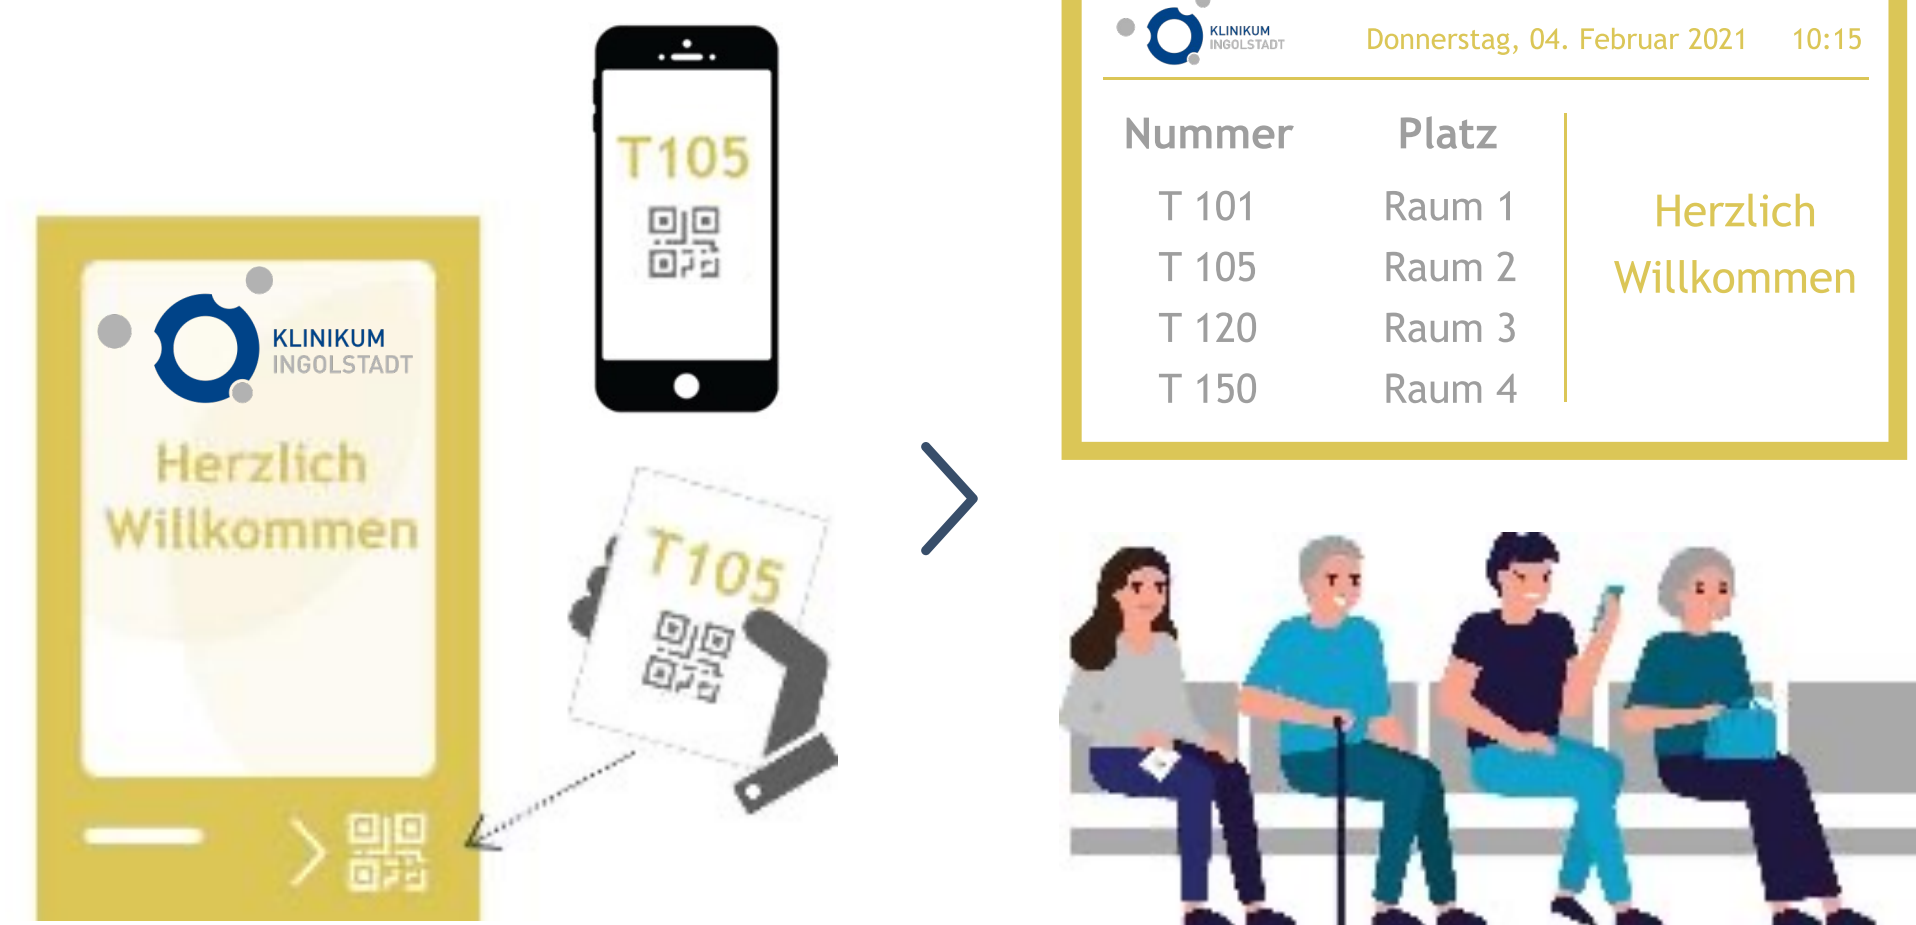 KLINIKUM
INGOLSTADT
Herzlich
Willkommen
T105
T105
KLINIKUM
INGOLSTADT
Donnerstag, 04. Februar 2021 10:15
Nummer Platz
T 101 Raum 1
T 105 Raum 2
T 120 Raum 3
T 150 Raum 4
Herzlich
Willkommen